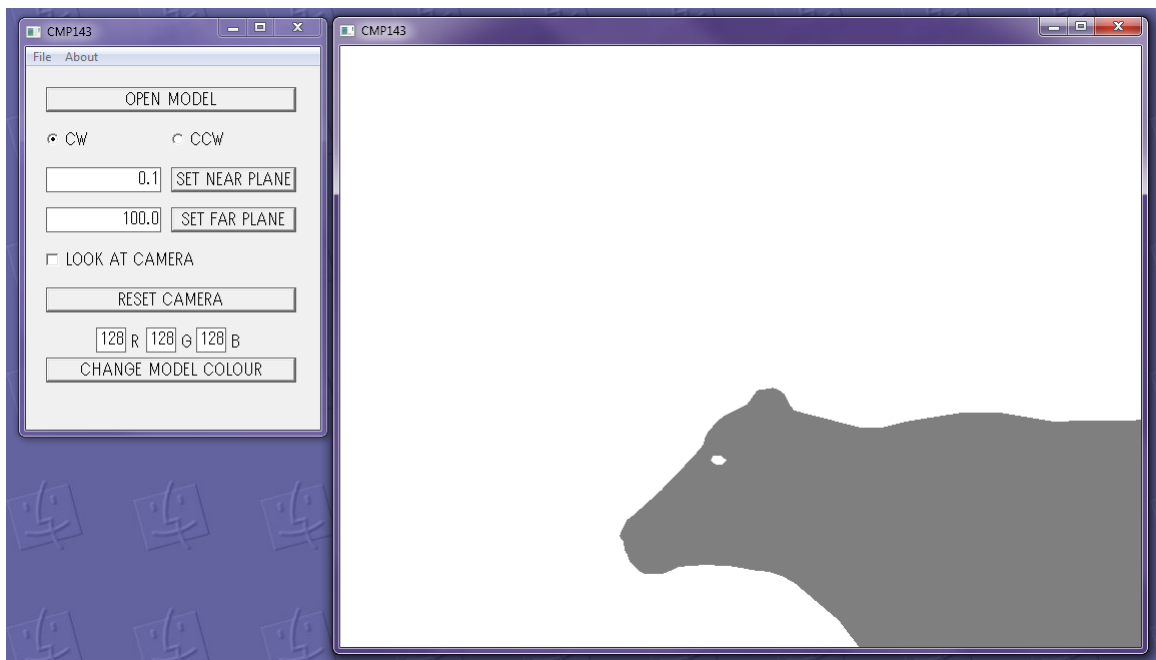 CMP143
File About
OPEN MODEL
CW CCW
0.1 SET NEAR PLANE
100.0 SET FAR PLANE
LOOK AT CAMERA
RESET CAMERA
128 R 128 G 128 B
CHANGE MODEL COLOUR
CMP143